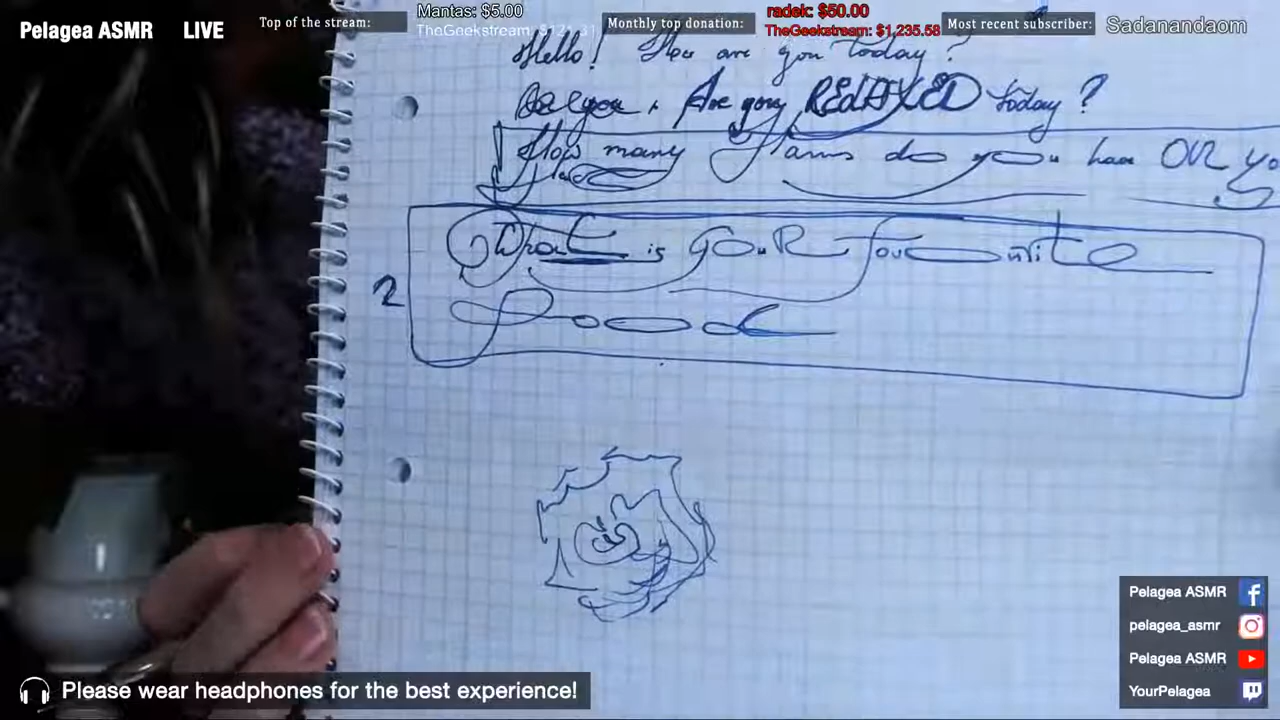 Pelagea ASMR LIVE
Top of the stream:
Mantas: $5.00
Monthly top donation:
radek: $50.00
TheGeekstream: $1,235.58
Most recent subscriber:
Sadanandaom
Hello! How are you today?
Are you RELAXED today?
How many do you have
What is your favourite
Food
2
Pelagea ASMR
pelagea_asmr
Pelagea ASMR
YourPelagea
Please wear headphones for the best experience!